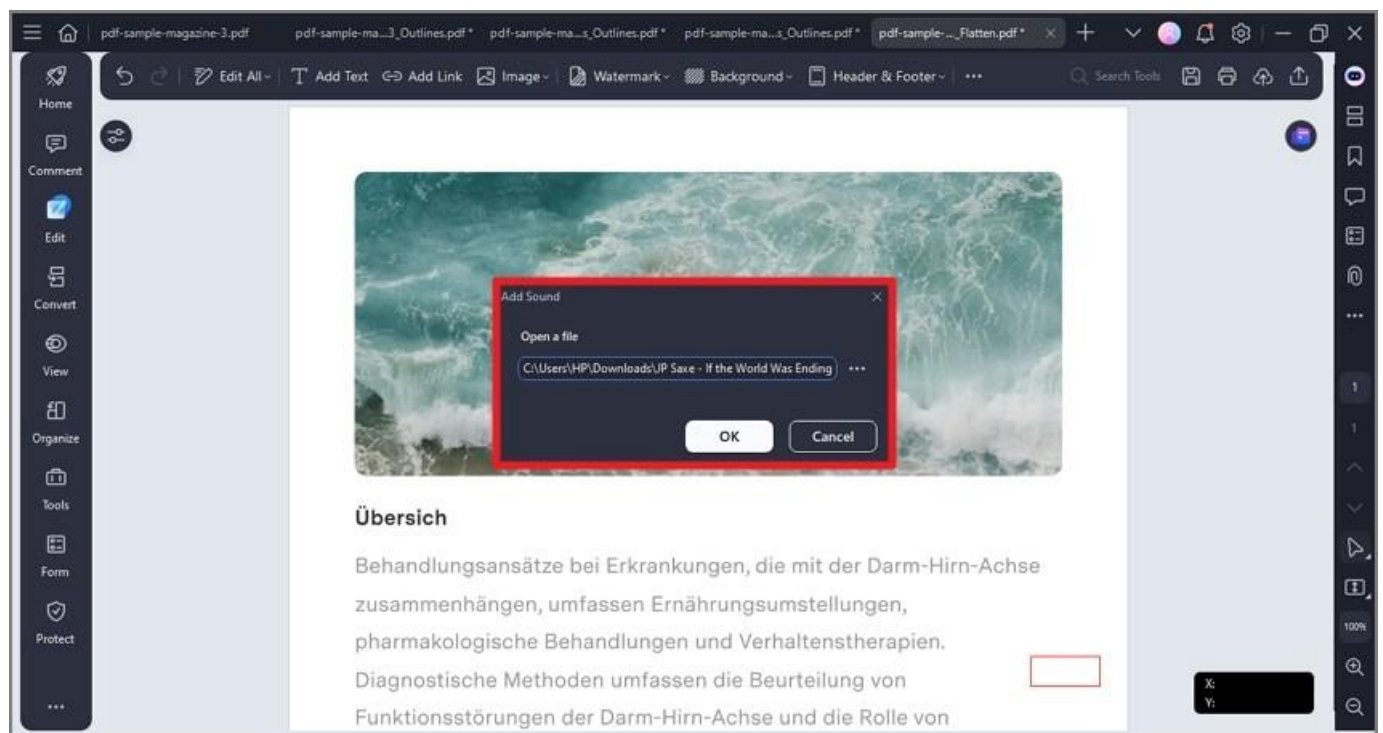 pdf-sample-magazine-3.pdf
pdf-sample-ma...3_Outlines.pdf *
pdf-sample-ma...s_Outlines.pdf *
pdf-sample-ma...s_Outlines.pdf *
pdf-sample-..._Flatten.pdf *
Edit All
Add Text
Add Link
Image
Watermark
Background
Header & Footer
Search Tools
Home
Comment
Edit
Convert
View
Organize
Tools
Form
Protect
Add Sound
Open a file
C:\Users\HP\Downloads\JP Saxe - If the World Was Ending
OK
Cancel
Übersich
Behandlungsansätze bei Erkrankungen, die mit der Darm-Hirn-Achse
zusammenhängen, umfassen Ernährungsumstellungen,
pharmakologische Behandlungen und Verhaltenstherapien.
Diagnostische Methoden umfassen die Beurteilung von
Funktionsstörungen der Darm-Hirn-Achse und die Rolle von
1
1
100%
X:
Y: